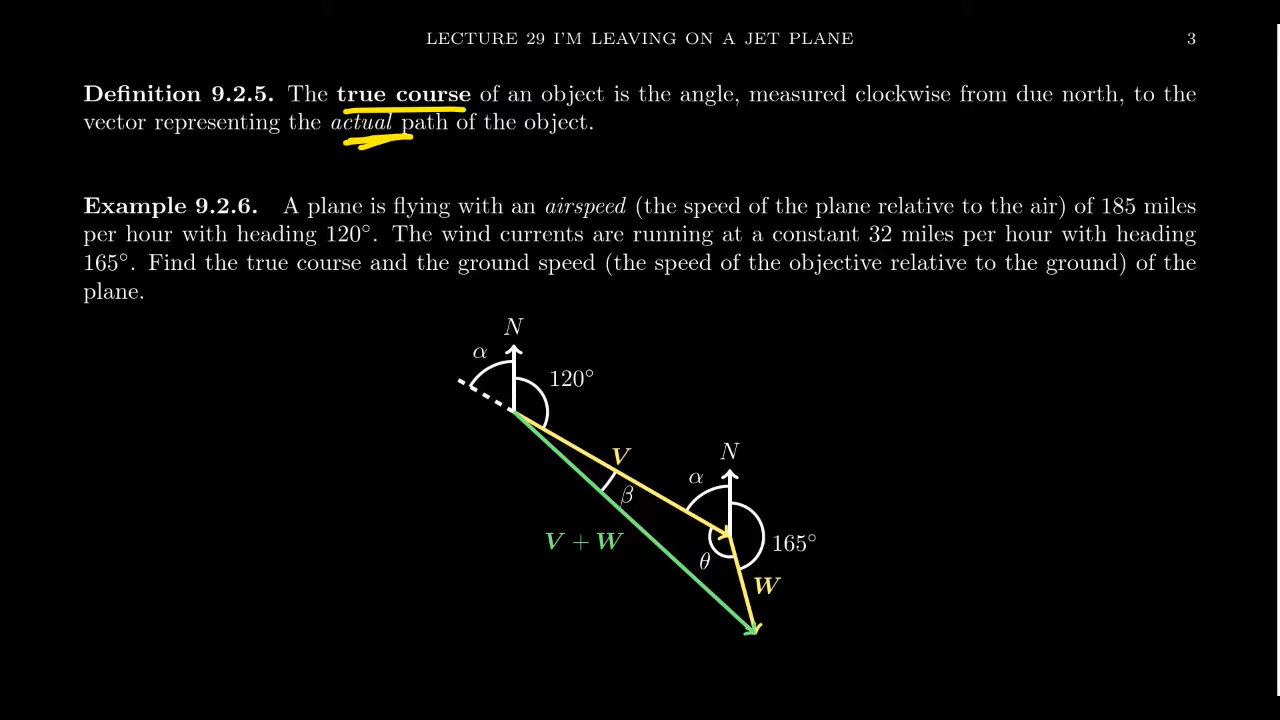 LECTURE 29 I'M LEAVING ON A JET PLANE 3
Definition 9.2.5. The true course of an object is the angle, measured clockwise from due north, to the
vector representing the actual path of the object.
Example 9.2.6. A plane is flying with an airspeed (the speed of the plane relative to the air) of 185 miles
per hour with heading 120°. The wind currents are running at a constant 32 miles per hour with heading
165°. Find the true course and the ground speed (the speed of the objective relative to the ground) of the
plane.
N
α
120°
V
N
α
β
V + W
165°
θ
W